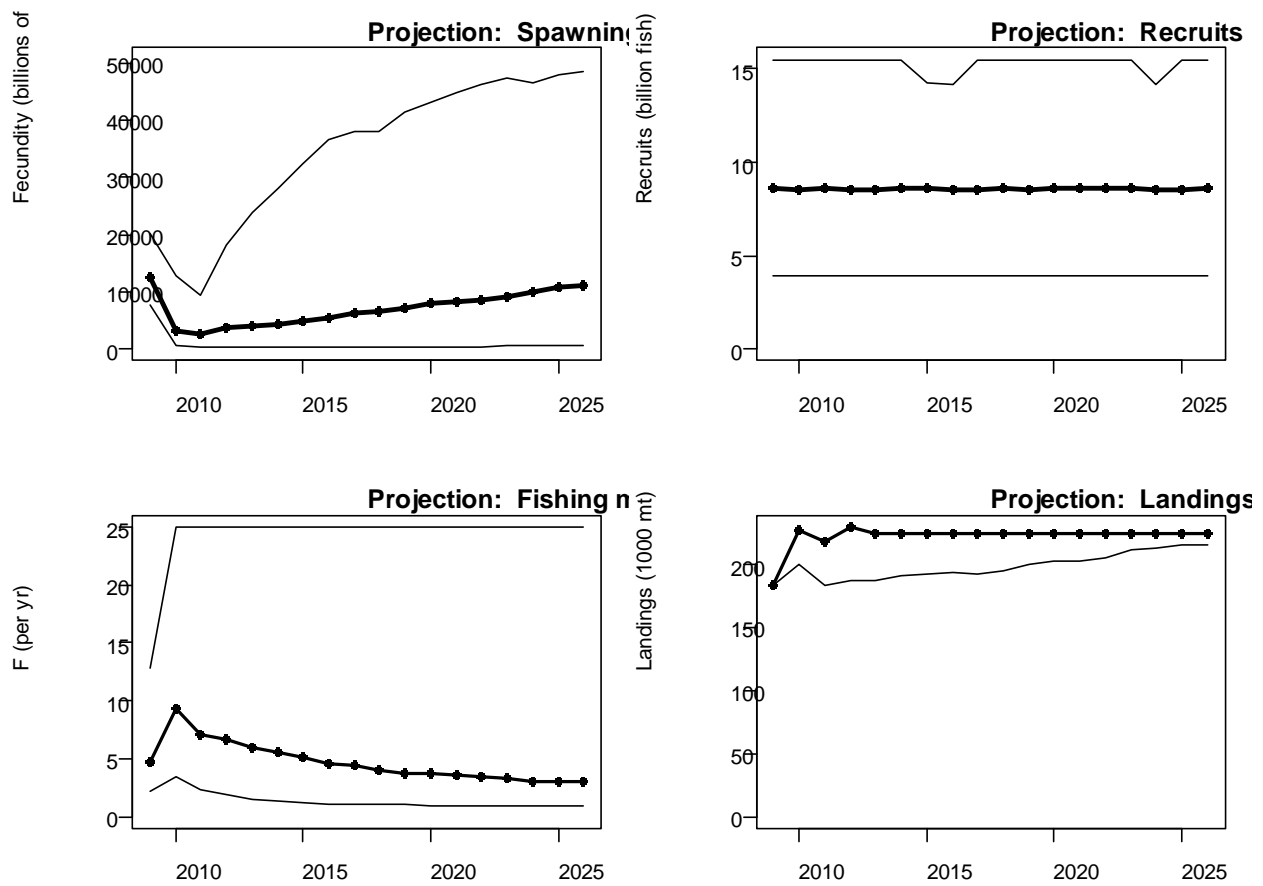 Projection: Spawning
Fecundity (billions of
50000
40000
30000
20000
10000
0
2010 2015 2020 2025
Projection: Recruits
Recruits (billion fish)
15
10
5
0
2010 2015 2020 2025
Projection: Fishing m
F (per yr)
25
20
15
10
5
0
2010 2015 2020 2025
Projection: Landings
Landings (1000 mt)
200
150
100
50
0
2010 2015 2020 2025